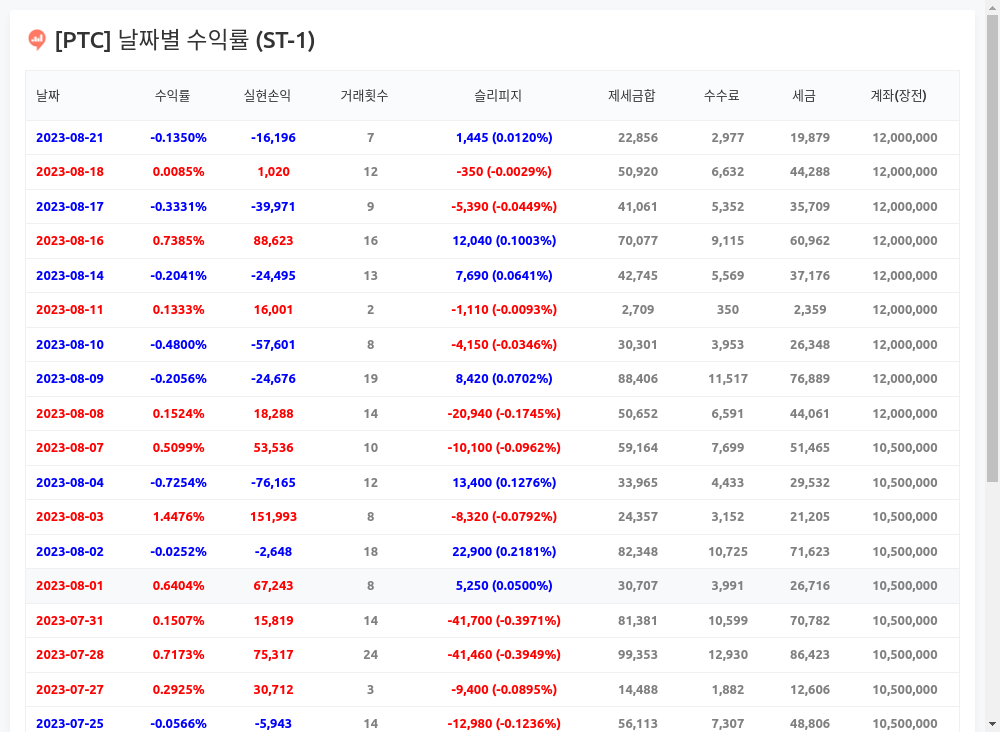 [PTC] 날짜별 수익률 (ST-1)
날짜 수익률 실현손익 거래횟수 슬리피지 제세금합 수수료 세금 계좌(장전)
2023-08-21 -0.1350% -16,196 7 1,445 (0.0120%) 22,856 2,977 19,879 12,000,000
2023-08-18 0.0085% 1,020 12 -350 (-0.0029%) 50,920 6,632 44,288 12,000,000
2023-08-17 -0.3331% -39,971 9 -5,390 (-0.0449%) 41,061 5,352 35,709 12,000,000
2023-08-16 0.7385% 88,623 16 12,040 (0.1003%) 70,077 9,115 60,962 12,000,000
2023-08-14 -0.2041% -24,495 13 7,690 (0.0641%) 42,745 5,569 37,176 12,000,000
2023-08-11 0.1333% 16,001 2 -1,110 (-0.0093%) 2,709 350 2,359 12,000,000
2023-08-10 -0.4800% -57,601 8 -4,150 (-0.0346%) 30,301 3,953 26,348 12,000,000
2023-08-09 -0.2056% -24,676 19 8,420 (0.0702%) 88,406 11,517 76,889 12,000,000
2023-08-08 0.1524% 18,288 14 -20,940 (-0.1745%) 50,652 6,591 44,061 12,000,000
2023-08-07 0.5099% 53,536 10 -10,100 (-0.0962%) 59,164 7,699 51,465 10,500,000
2023-08-04 -0.7254% -76,165 12 13,400 (0.1276%) 33,965 4,433 29,532 10,500,000
2023-08-03 1.4476% 151,993 8 -8,320 (-0.0792%) 24,357 3,152 21,205 10,500,000
2023-08-02 -0.0252% -2,648 18 22,900 (0.2181%) 82,348 10,725 71,623 10,500,000
2023-08-01 0.6404% 67,243 8 5,250 (0.0500%) 30,707 3,991 26,716 10,500,000
2023-07-31 0.1507% 15,819 14 -41,700 (-0.3971%) 81,381 10,599 70,782 10,500,000
2023-07-28 0.7173% 75,317 24 -41,460 (-0.3949%) 99,353 12,930 86,423 10,500,000
2023-07-27 0.2925% 30,712 3 -9,400 (-0.0895%) 14,488 1,882 12,606 10,500,000
2023-07-25 -0.0566% -5,943 14 -12,980 (-0.1236%) 56,113 7,307 48,806 10,500,000